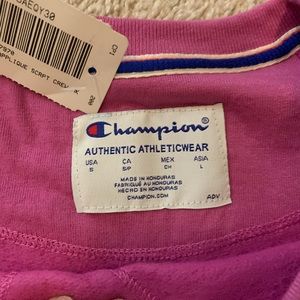 Champion
AUTHENTIC ATHLETICWEAR
USA CA MEX ASIA
S S/P CH L
MADE IN HONDURAS
FABRIQUÉ AU HONDURAS
HECHO EN HONDURAS
CHAMPION.COM
ADV
APPLIQUE SCRPT CREW